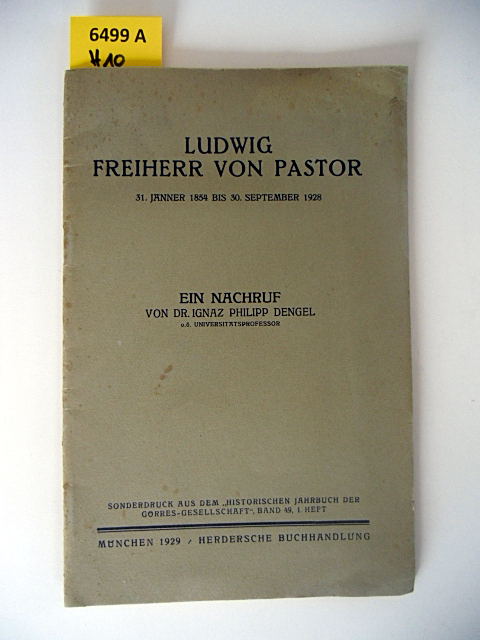 6499 A
H10
LUDWIG
FREIHERR VON PASTOR
31. JÄNNER 1854 BIS 30. SEPTEMBER 1928
EIN NACHRUF
VON DR. IGNAZ PHILIPP DENGEL
o.ö. UNIVERSITÄTSPROFESSOR
SONDERDRUCK AUS DEM „HISTORISCHEN JAHRBUCH DER
GÖRRES-GESELLSCHAFT“, BAND 49, 1. HEFT
MÜNCHEN 1929 / HERDERSCHE BUCHHANDLUNG